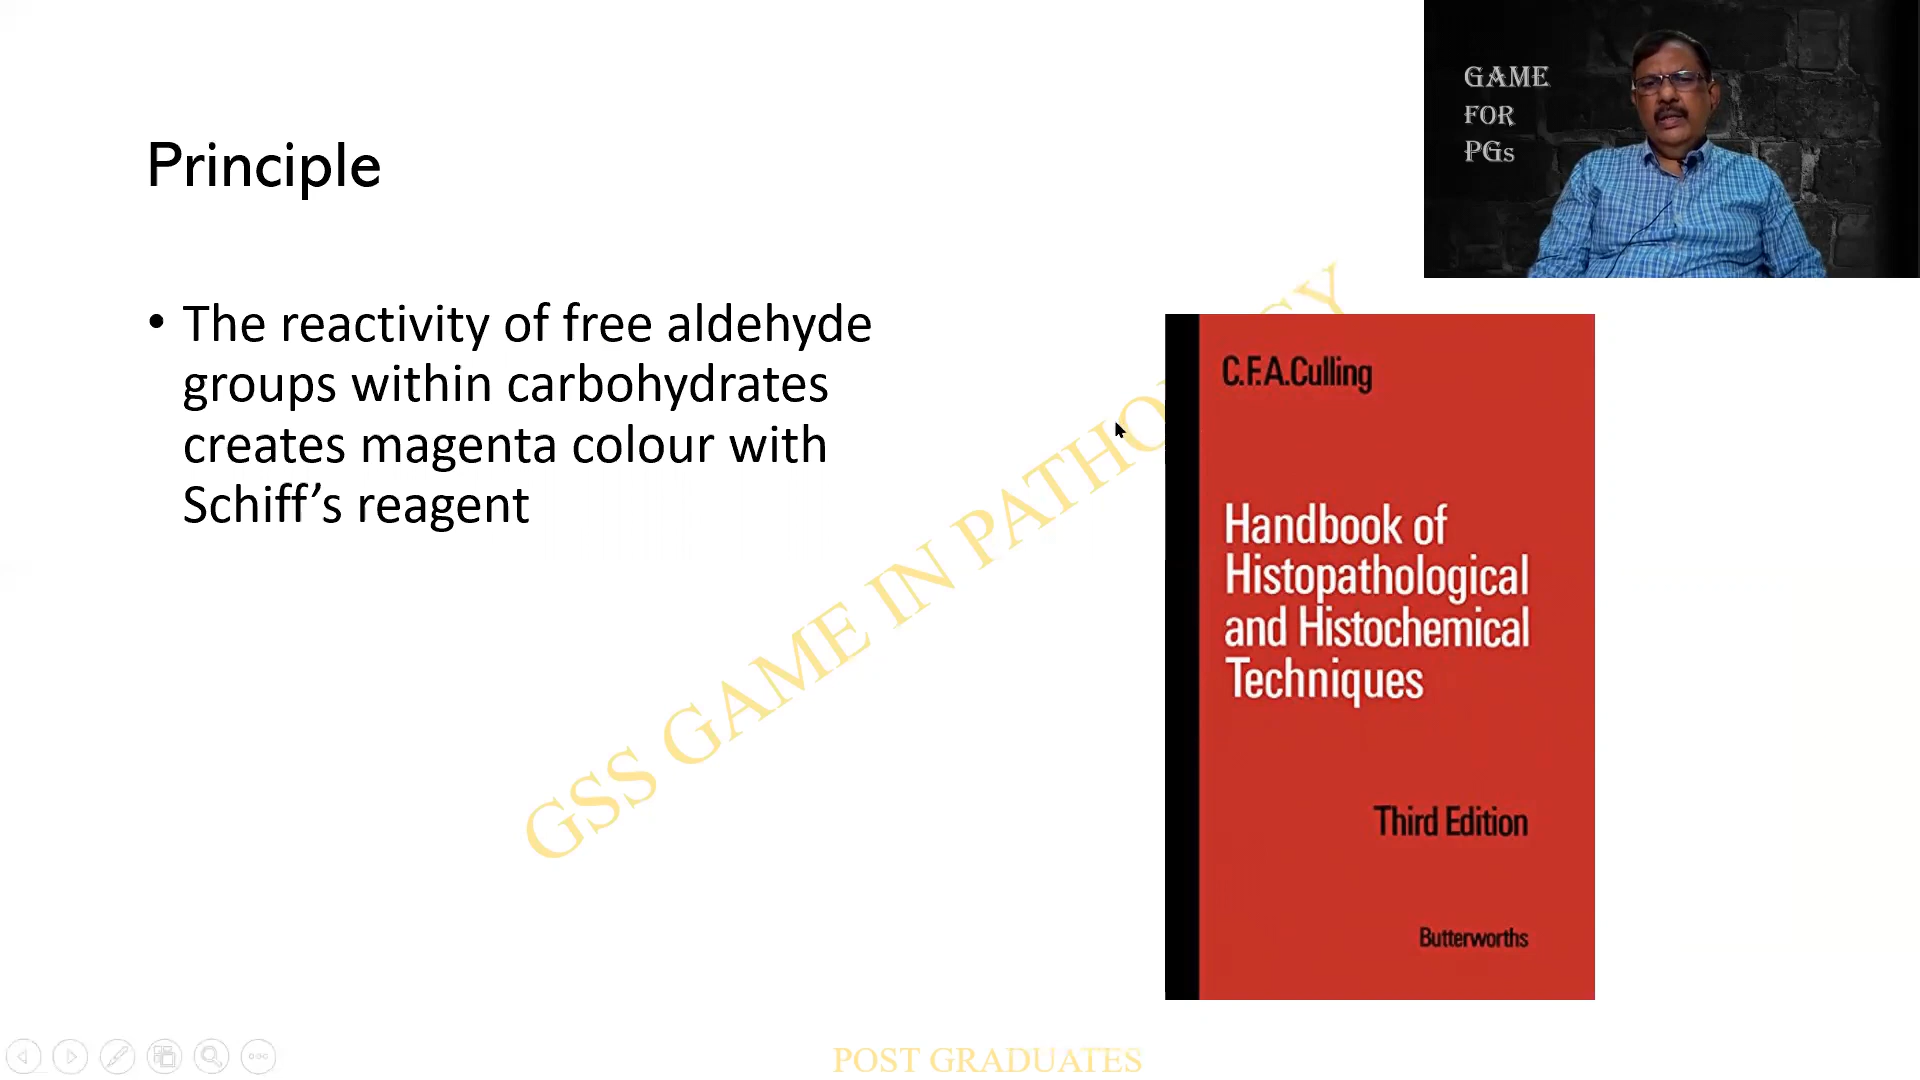 GAME
FOR
PGs
Principle
• The reactivity of free aldehyde
groups within carbohydrates
creates magenta colour with
Schiff’s reagent
C.F.A.Culling
Handbook of
Histopathological
and Histochemical
Techniques
Third Edition
Butterworths
GSS GAME IN PATHO GY
POST GRADUATES